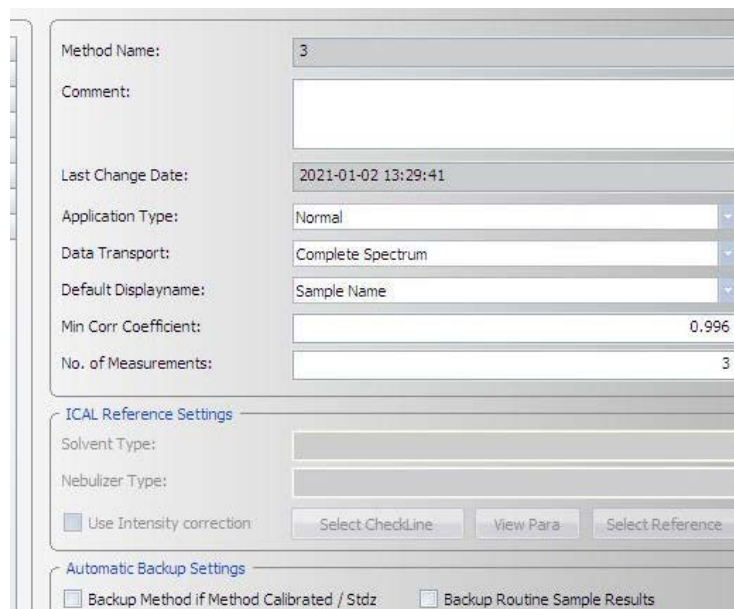 Method Name: 3
Comment:
Last Change Date: 2021-01-02 13:29:41
Application Type: Normal
Data Transport: Complete Spectrum
Default Displayname: Sample Name
Min Corr Coefficient: 0.996
No. of Measurements: 3
ICAL Reference Settings
Solvent Type:
Nebulizer Type:
Use Intensity correction Select CheckLine View Para Select Reference
Automatic Backup Settings
Backup Method if Method Calibrated / Stdz Backup Routine Sample Results